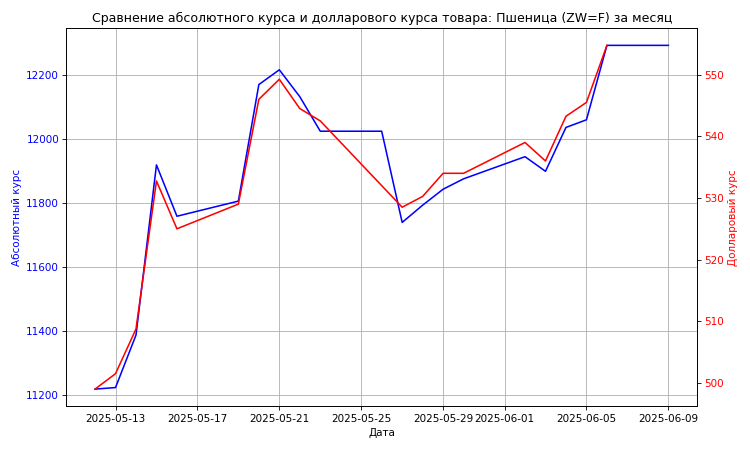 Сравнение абсолютного курса и долларового курса товара: Пшеница (ZW=F) за месяц
Абсолютный курс
12200
12000
11800
11600
11400
11200
550
540
530
520
510
500
Долларовый курс
2025-05-13 2025-05-17 2025-05-21 2025-05-25 2025-05-29 2025-06-01 2025-06-05 2025-06-09
Дата